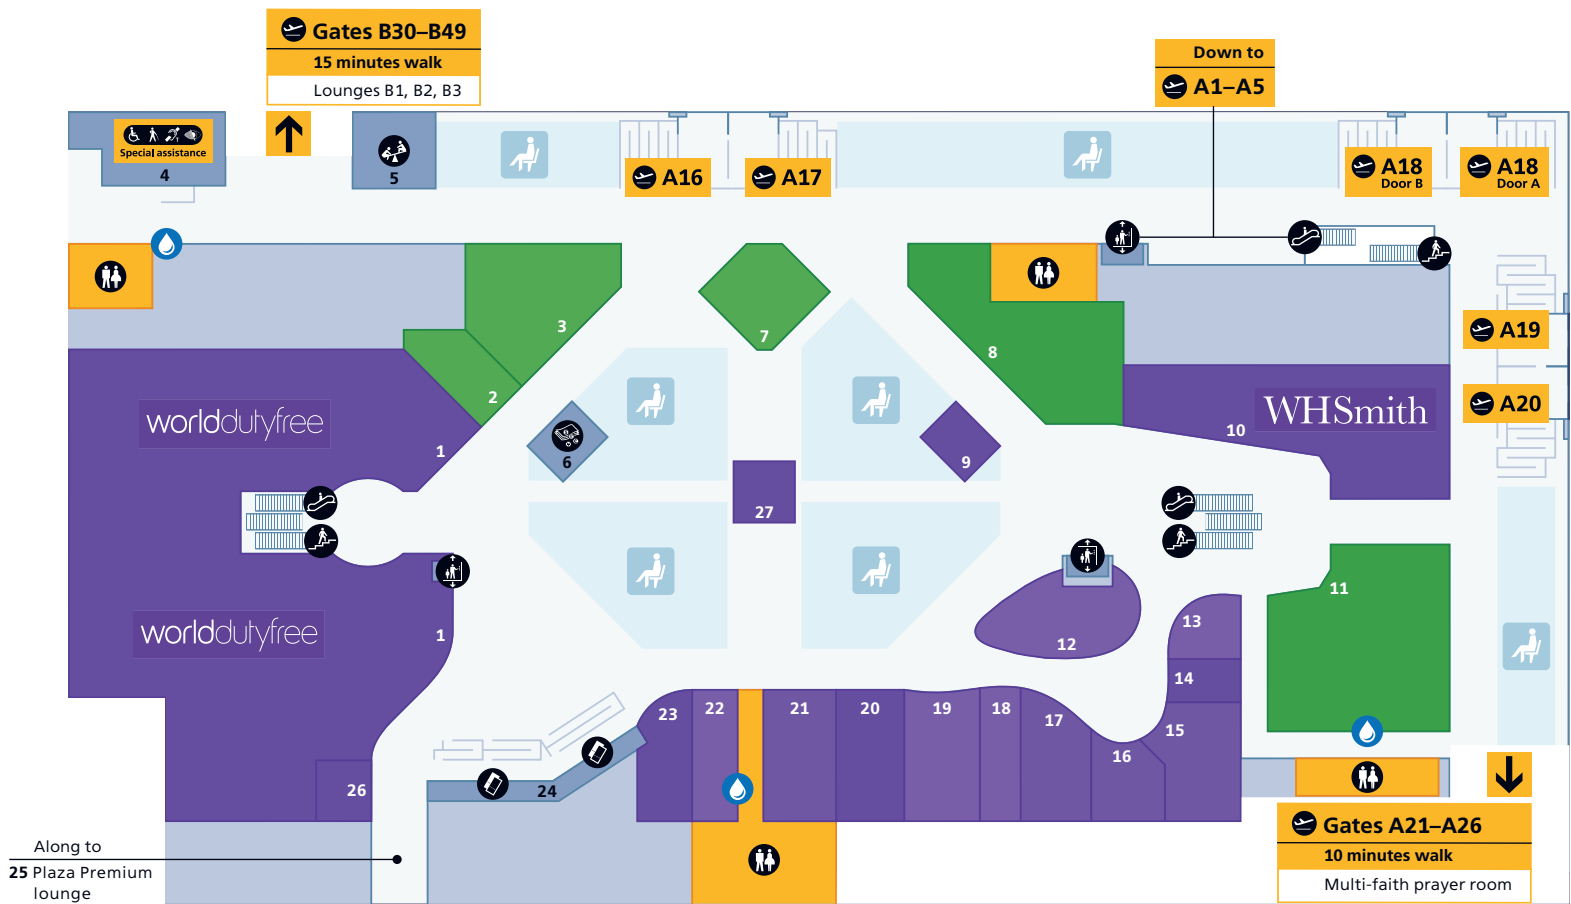 Gates B30–B49
15 minutes walk
Lounges B1, B2, B3
Down to
A1–A5
Special assistance
4
5
A16
A17
A18
Door B
A18
Door A
3
7
8
2
A19
A20
worlddutyfree
1
6
9
WHSmith
10
27
worlddutyfree
1
11
12
13
14
15
16
17
18
19
20
21
22
23
24
26
Along to
25 Plaza Premium
lounge
Gates A21–A26
10 minutes walk
Multi-faith prayer room